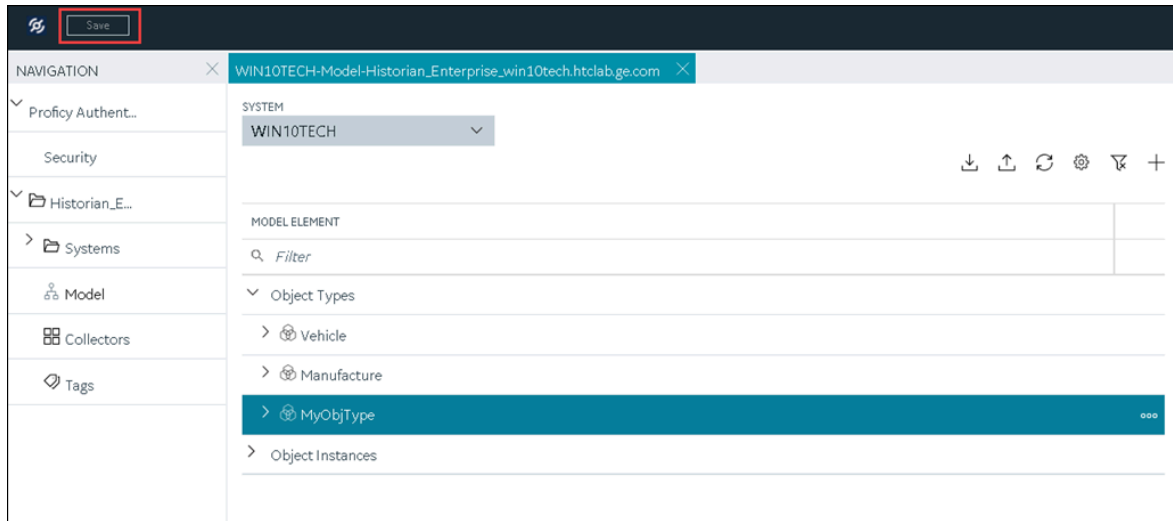 Save
NAVIGATION
WIN10TECH-Model-Historian_Enterprise_win10tech.htclab.ge.com
Proficy Authent...
Security
Historian_E...
Systems
Model
Collectors
Tags
SYSTEM
WIN10TECH
MODEL ELEMENT
Filter
Object Types
Vehicle
Manufacture
MyObjType
Object Instances